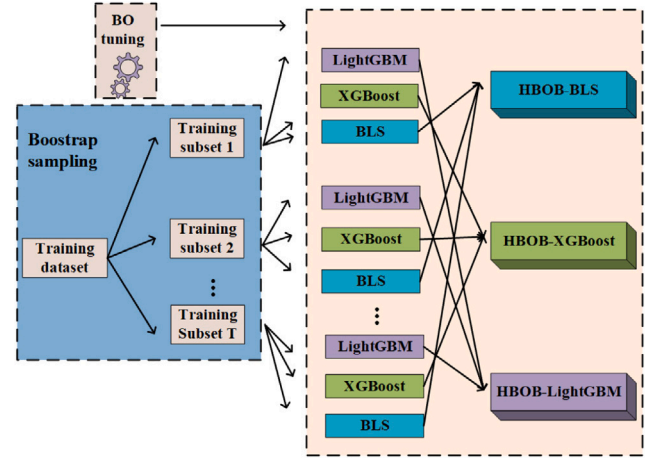 BO
tuning
Boostrap
sampling
Training
dataset
Training
subset 1
Training
subset 2
Training
Subset T
LightGBM
XGBoost
BLS
LightGBM
XGBoost
BLS
LightGBM
XGBoost
BLS
HBOB-BLS
HBOB-XGBoost
HBOB-LightGBM